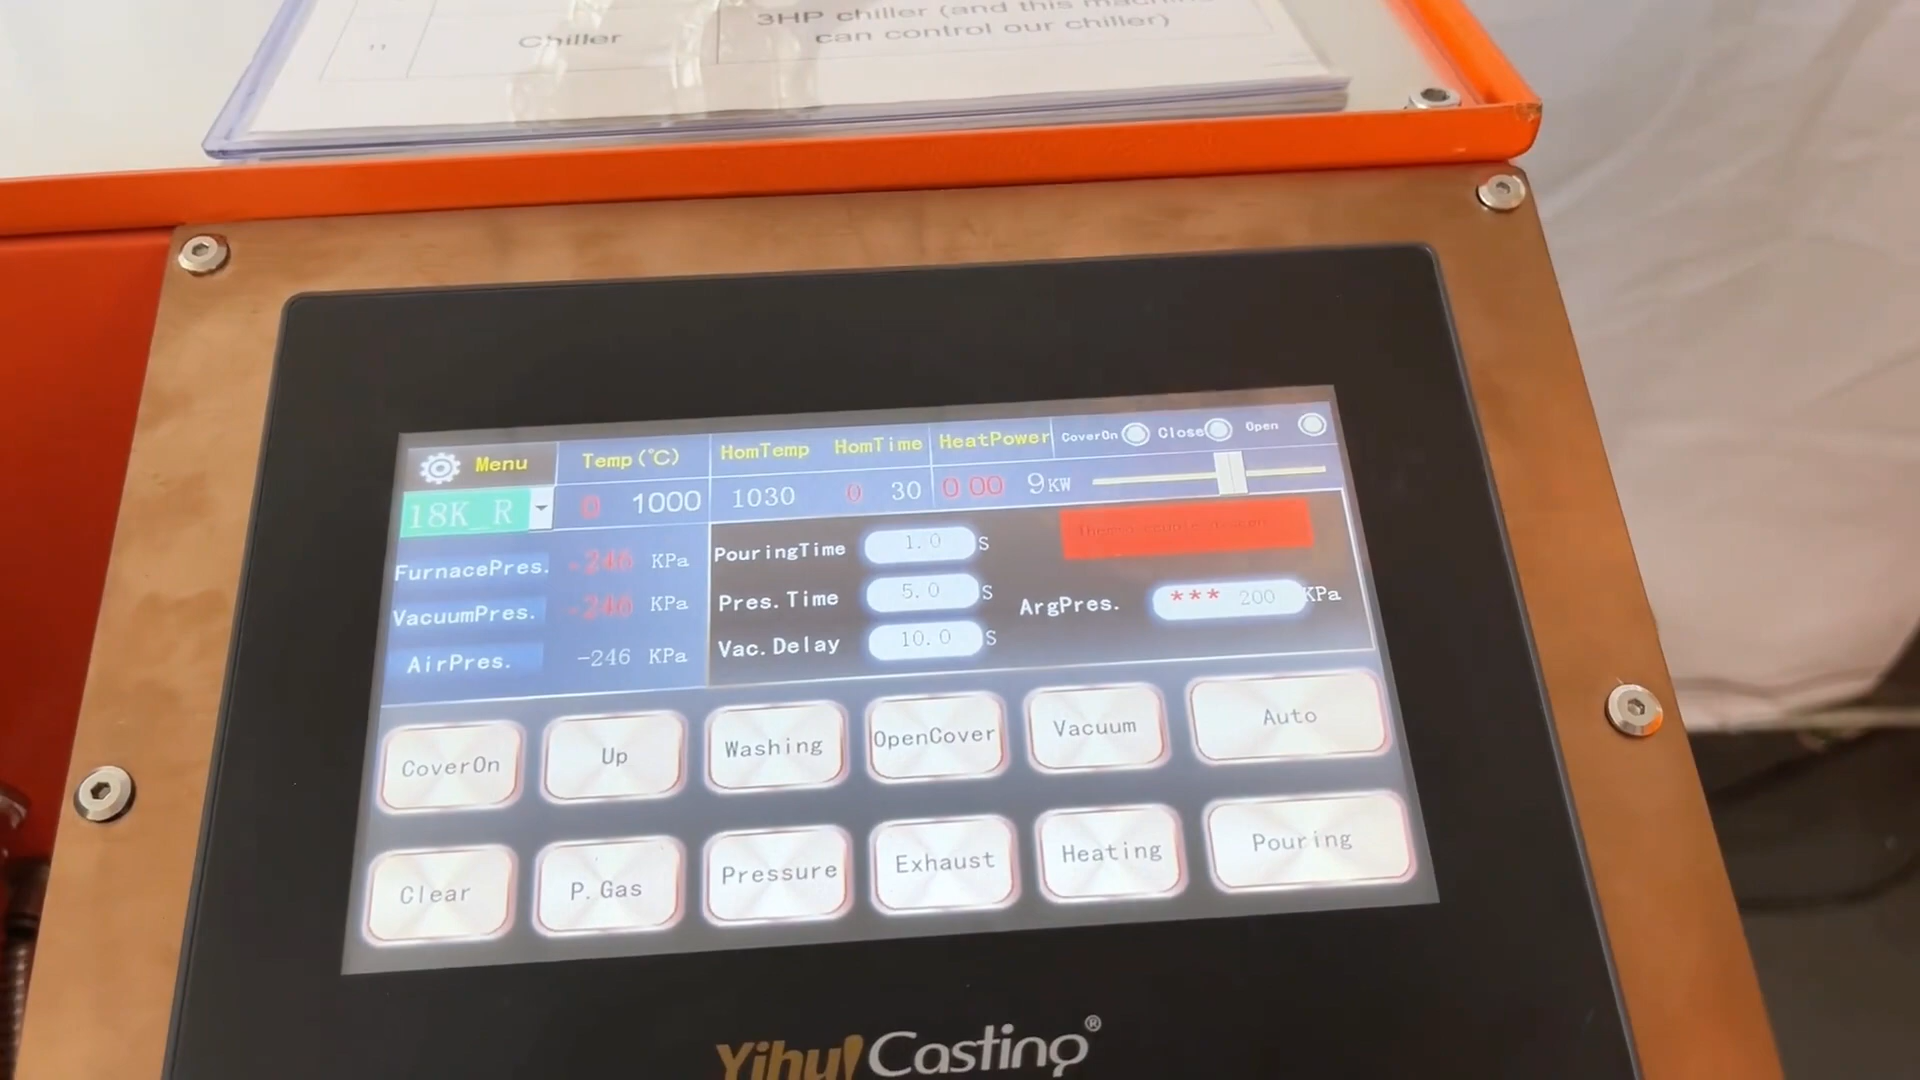 3HP chiller (and this machine
11 Chiller can control our chiller)
Menu Temp(℃) HomTemp HomTime HeatPower CoverOn Close Open
18K_R 0 1000 1030 0 30 0 00 9KW
FurnacePres. -246 KPa PouringTime 1.0 S
VacuumPres. -246 KPa Pres.Time 5.0 S ArgPres. *** 200 KPa
AirPres. -246 KPa Vac.Delay 10.0 S
CoverOn Up Washing OpenCover Vacuum Auto
Clear P.Gas Pressure Exhaust Heating Pouring
Yihui Casting®